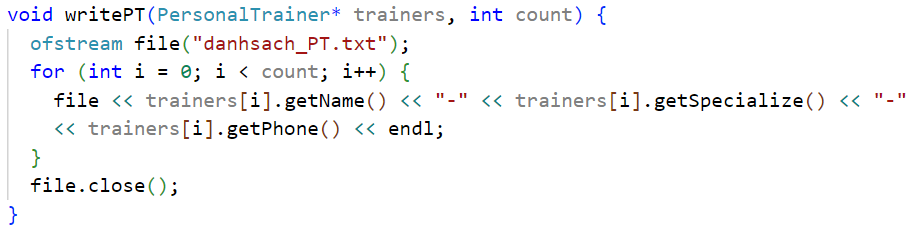 void writePT(PersonalTrainer* trainers, int count) {
  ofstream file("danhsach_PT.txt");
  for (int i = 0; i < count; i++) {
    file << trainers[i].getName() << "-" << trainers[i].getSpecialize() << "-"
    << trainers[i].getPhone() << endl;
  }
  file.close();
}